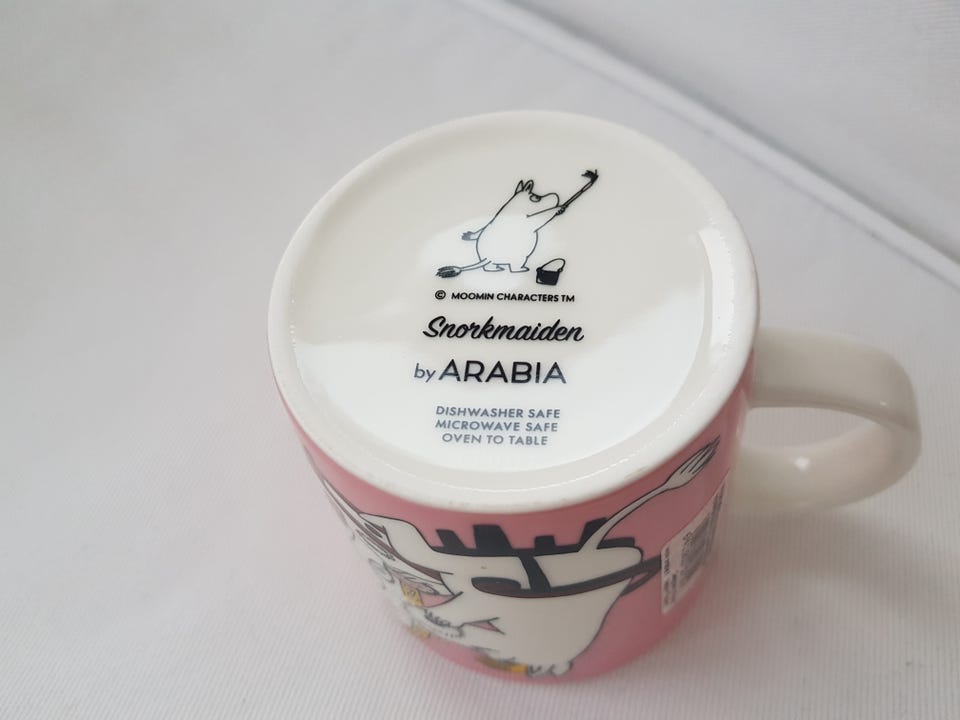 © MOOMIN CHARACTERS TM
Snorkmaiden
by ARABIA
DISHWASHER SAFE
MICROWAVE SAFE
OVEN TO TABLE